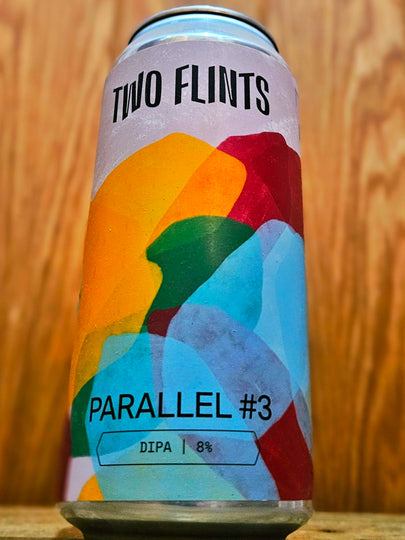 TWO FLINTS
PARALLEL #3
DIPA | 8%